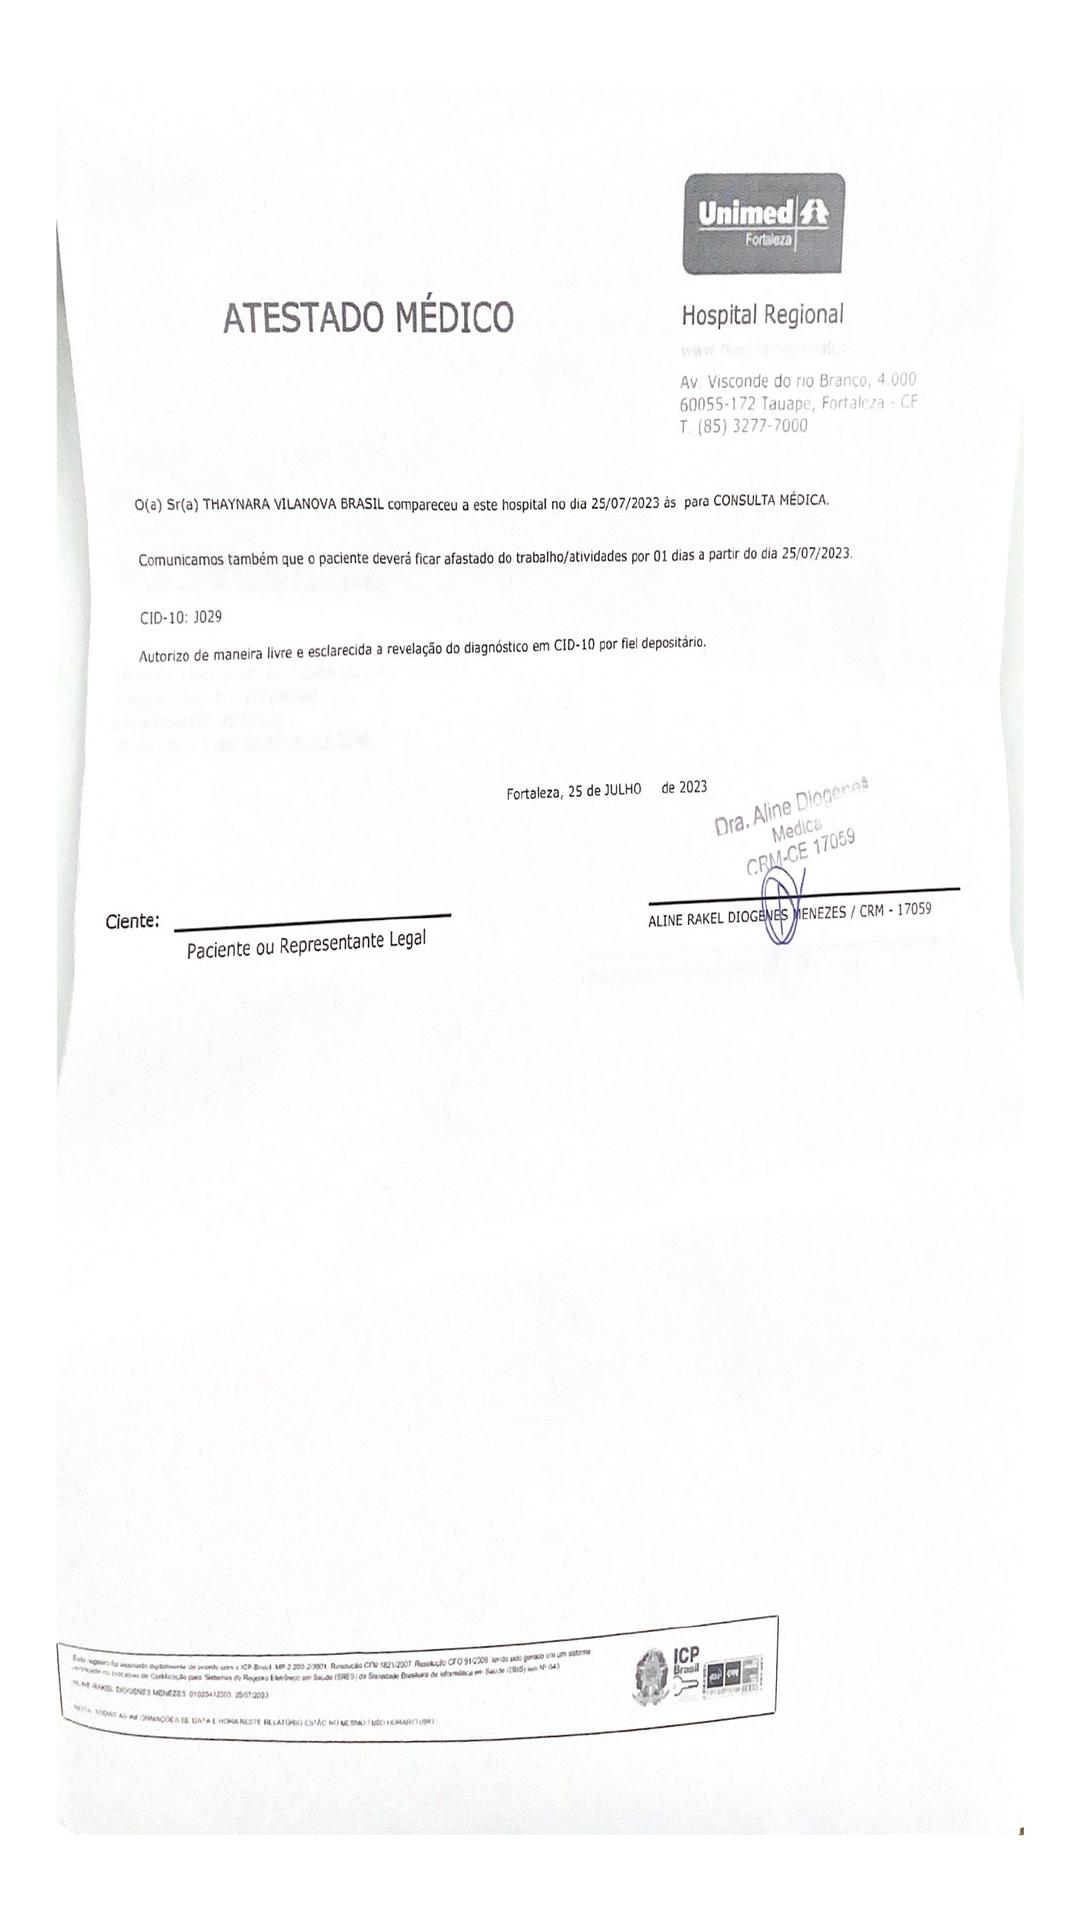 Unimed
Fortaleza
ATESTADO MÉDICO
Hospital Regional
Av. Visconde do rio Branco, 4.000
60055-172 Tauape, Fortaleza - CE
T. (85) 3277-7000
O(a) Sr(a) THAYNARA VILANOVA BRASIL compareceu a este hospital no dia 25/07/2023 às para CONSULTA MÉDICA.
Comunicamos também que o paciente deverá ficar afastado do trabalho/atividades por 01 dias a partir do dia 25/07/2023.
CID-10: J029
Autorizo de maneira livre e esclarecida a revelação do diagnóstico em CID-10 por fiel depositário.
Fortaleza, 25 de JULHO de 2023
Dra. Aline Diogenes
Médica
CRM-CE 17059
Ciente:
Paciente ou Representante Legal
ALINE RAKEL DIOGENES MENEZES / CRM - 17059
Este registro foi assinado digitalmente de acordo com a ICP-Brasil, MP 2.200-2/2001, Resolução CFM 1821/2007, Resolução CFO 91/2009, tendo sido gerado em um sistema
certificado no processo de Certificação para Sistemas de Registro Eletrônico em Saúde (SRES) da Sociedade Brasileira de Informática em Saúde (SBIS) sob Nº 043
ALINE RAKEL DIOGENES MENEZES 25/07/2023
NOTA: TODAS AS INFORMAÇÕES DE DATA E HORA NESTE RELATÓRIO ESTÃO NO MESMO FUSO HORÁRIO
ICP
Brasil